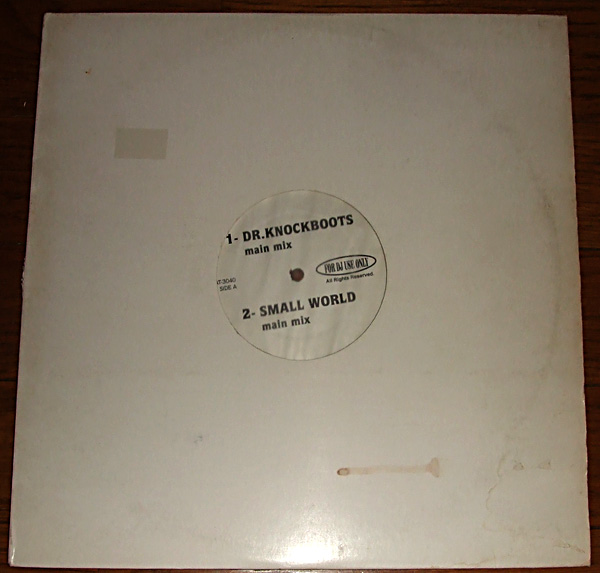 1- DR.KNOCKBOOTS
main mix
FOR DJ USE ONLY
All Rights Reserved.
SIDE A
2- SMALL WORLD
main mix